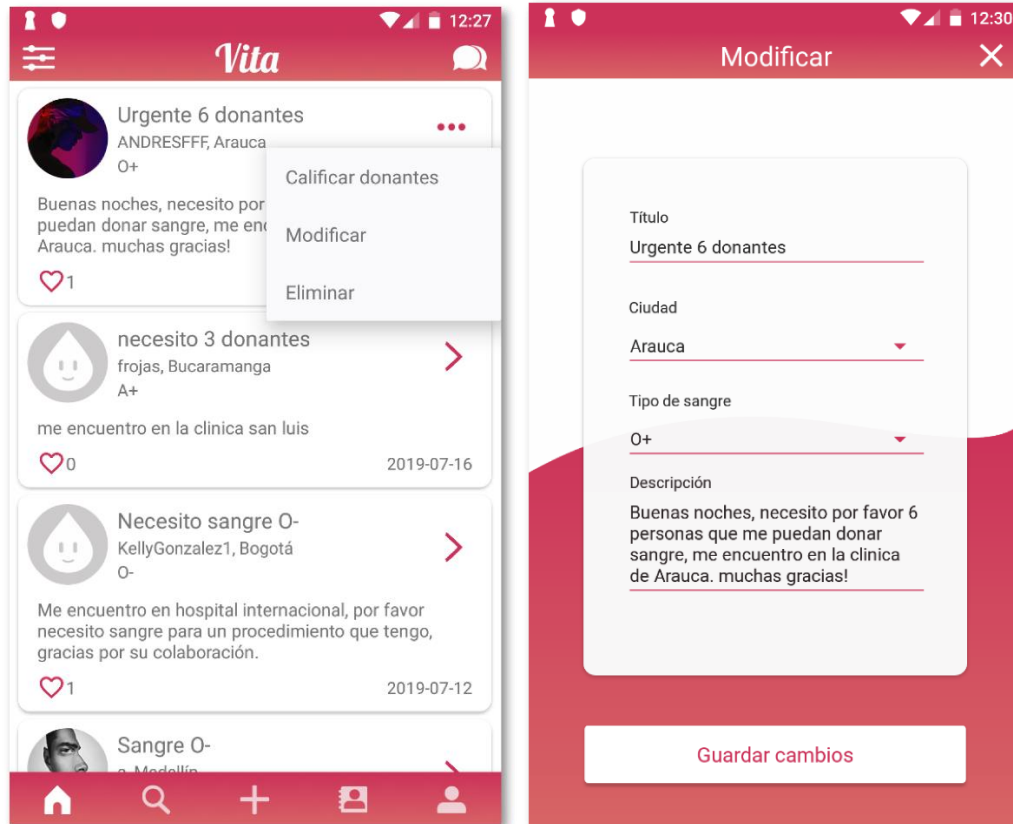 12:27
Vita
Urgente 6 donantes
ANDRESFFF, Arauca
O+
Calificar donantes
Modificar
Eliminar
Buenas noches, necesito por
puedan donar sangre, me
Arauca. muchas gracias!
1
necesito 3 donantes
frojas, Bucaramanga
A+
me encuentro en la clinica san luis
0
2019-07-16
Necesito sangre O-
KellyGonzalez1, Bogotá
O-
Me encuentro en hospital internacional, por favor
necesito sangre para un procedimiento que tengo,
gracias por su colaboración.
1
2019-07-12
Sangre O-
a, Medellín
12:30
Modificar
Título
Urgente 6 donantes
Ciudad
Arauca
Tipo de sangre
O+
Descripción
Buenas noches, necesito por favor 6
personas que me puedan donar
sangre, me encuentro en la clinica
de Arauca. muchas gracias!
Guardar cambios